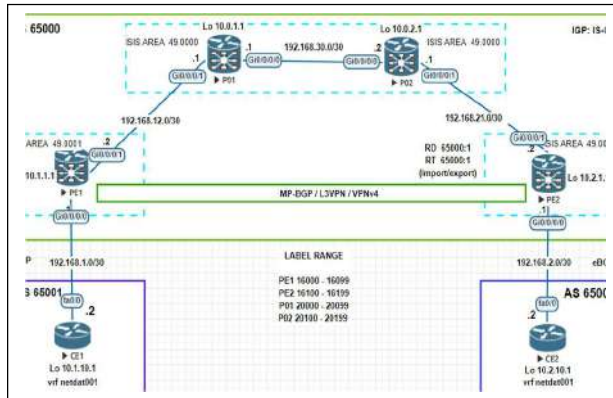 S 65000
Lo 10.0.1.1
Lo 10.0.2.1
IGP: IS-I
ISIS AREA 49.0000
.1
192.168.30.0/30
.2
ISIS AREA 49.0000
.1
Gi0/0/0/0
Gi0/0/0/0
.1
Gi0/0/0/1
P01
P02
Gi0/0/0/1
192.168.12.0/30
192.168.21.0/30
IS AREA 49.0001
.2
Gi0/0/0/1
RD 65000:1
RT 65000:1
(import/export)
ISIS AREA
Gi0/0/0/1
.2
10.1.1.1
PE1
MP-BGP / L3VPN / VPNv4
Lo 10.2.1.
PE2
.1
Gi0/0/0/0
Gi0/0/0/0
P
192.168.1.0/30
LABEL RANGE
192.168.2.0/30
eBG
PE1 16000 - 16099
PE2 16100 - 16199
P01 20000 - 20099
P02 20100 - 20199
S 65001
AS 6500
fa0/0
.2
fa0/0
.2
CE1
CE2
Lo 10.1.10.1
Lo 10.2.10.1
vrf netdat001
vrf netdat001